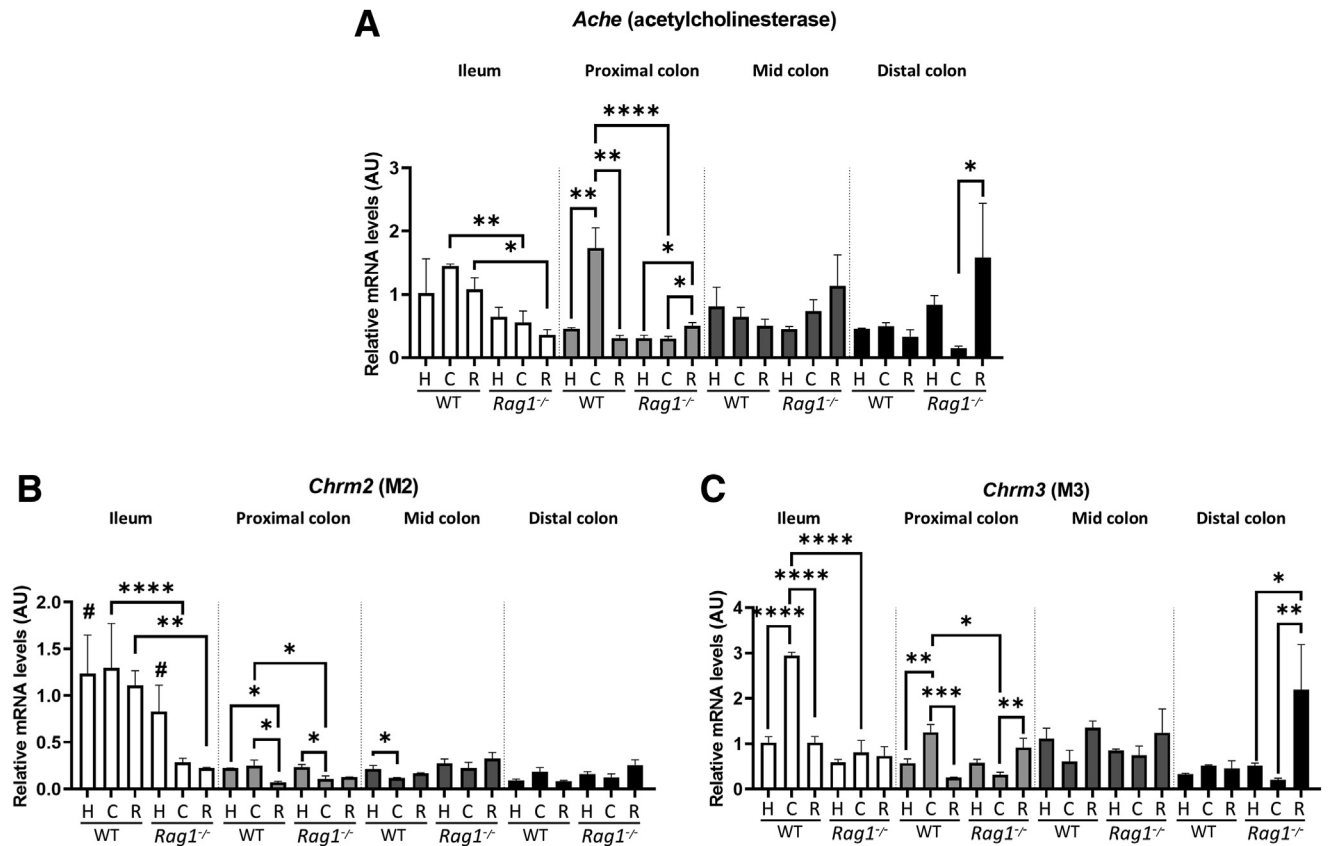 A
Ache (acetylcholinesterase)
Ileum Proximal colon Mid colon Distal colon
Relative mRNA levels (AU)
3
2
1
0
**** ** ** ** * * * *
H C R H C R H C R H C R H C R H C R H C R H C R
WT Rag1-/- WT Rag1-/- WT Rag1-/- WT Rag1-/-
B
Chrm2 (M2)
Ileum Proximal colon Mid colon Distal colon
Relative mRNA levels (AU)
2.0
1.5
1.0
0.5
0.0
# **** ** # * * * * *
H C R H C R H C R H C R H C R H C R H C R H C R
WT Rag1-/- WT Rag1-/- WT Rag1-/- WT Rag1-/-
C
Chrm3 (M3)
Ileum Proximal colon Mid colon Distal colon
Relative mRNA levels (AU)
4
3
2
1
0
**** **** **** * ** *** ** * **
H C R H C R H C R H C R H C R H C R H C R H C R
WT Rag1-/- WT Rag1-/- WT Rag1-/- WT Rag1-/-